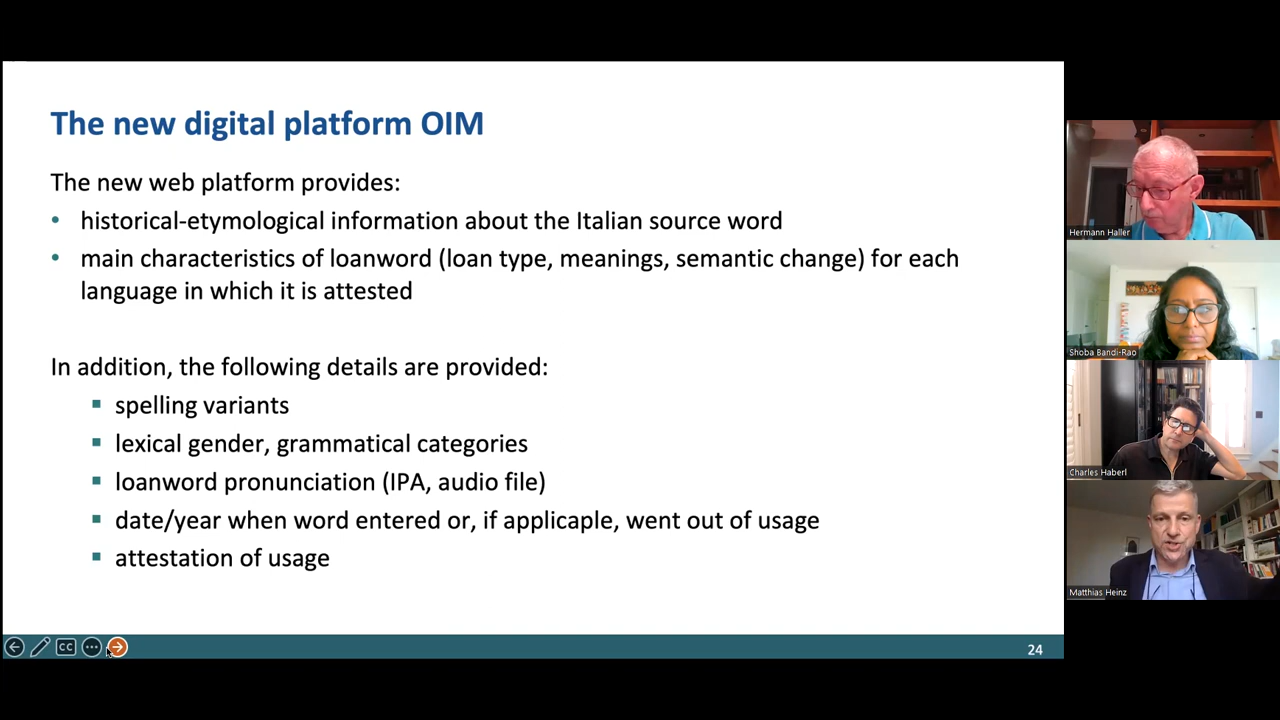 The new digital platform OIM
The new web platform provides:
• historical-etymological information about the Italian source word
• main characteristics of loanword (loan type, meanings, semantic change) for each
language in which it is attested
In addition, the following details are provided:
▪ spelling variants
▪ lexical gender, grammatical categories
▪ loanword pronunciation (IPA, audio file)
▪ date/year when word entered or, if applicaple, went out of usage
▪ attestation of usage
CC
24
Hermann Haller
Shoba Bandi-Rao
Charles Haberl
Matthias Heinz